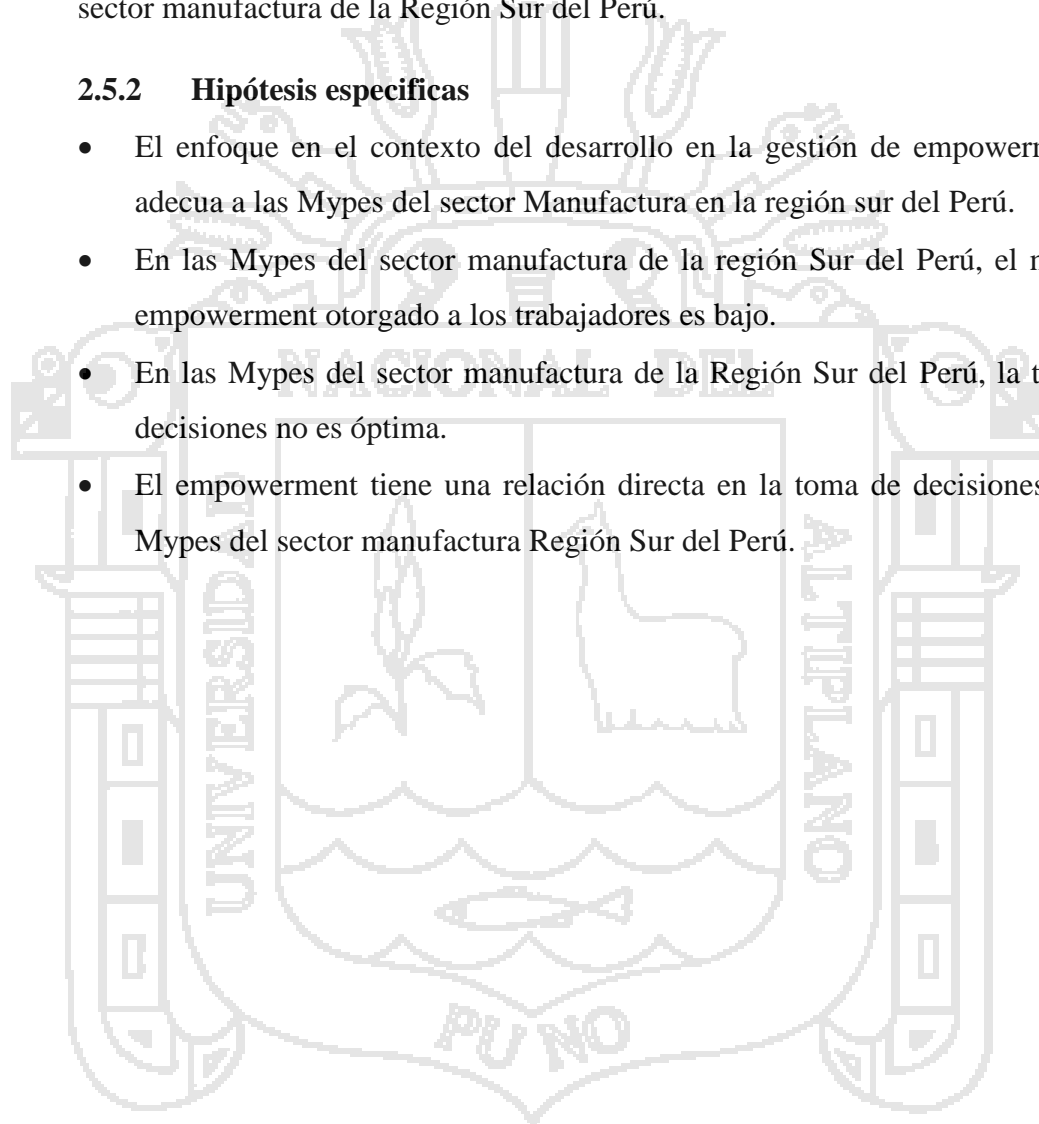 sector manufactura de la Región Sur del Perú.
2.5.2 Hipótesis especificas
• El enfoque en el contexto del desarrollo en la gestión de empowerm
adecua a las Mypes del sector Manufactura en la región sur del Perú.
• En las Mypes del sector manufactura de la región Sur del Perú, el n
empowerment otorgado a los trabajadores es bajo.
• En las Mypes del sector manufactura de la Región Sur del Perú, la t
decisiones no es óptima.
• El empowerment tiene una relación directa en la toma de decisiones
Mypes del sector manufactura Región Sur del Perú.
NACIONAL DEL
UNIVERSIDAD
ALTIPLANO
PUNO